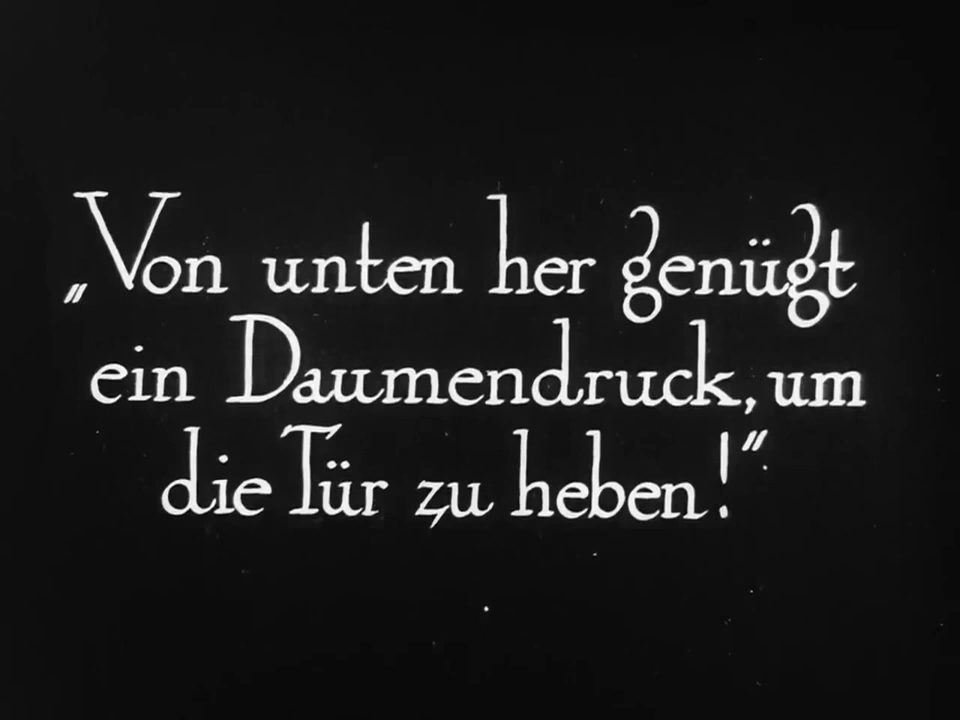 „Von unten her genügt
ein Daumendruck, um
die Tür zu heben!”